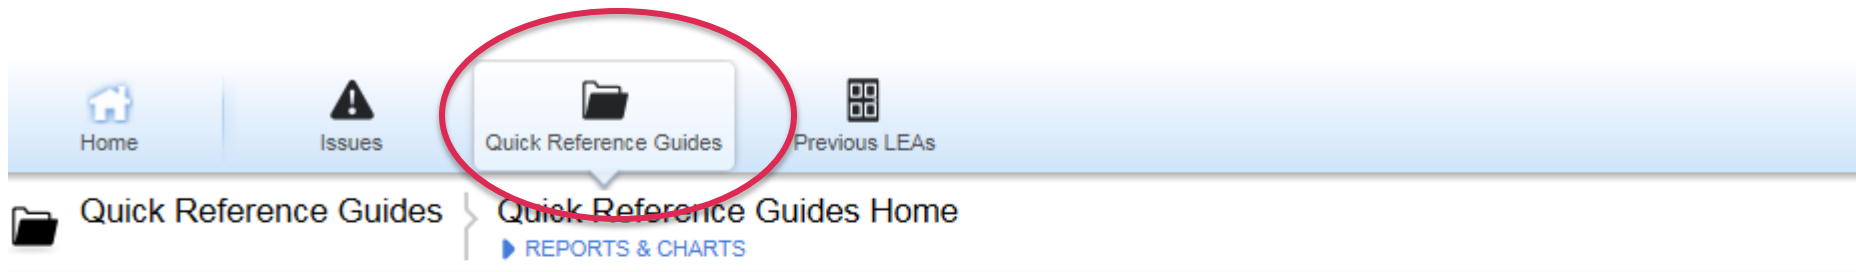 Home
Issues
Quick Reference Guides
Previous LEAs
Quick Reference Guides
Quick Reference Guides Home
REPORTS & CHARTS